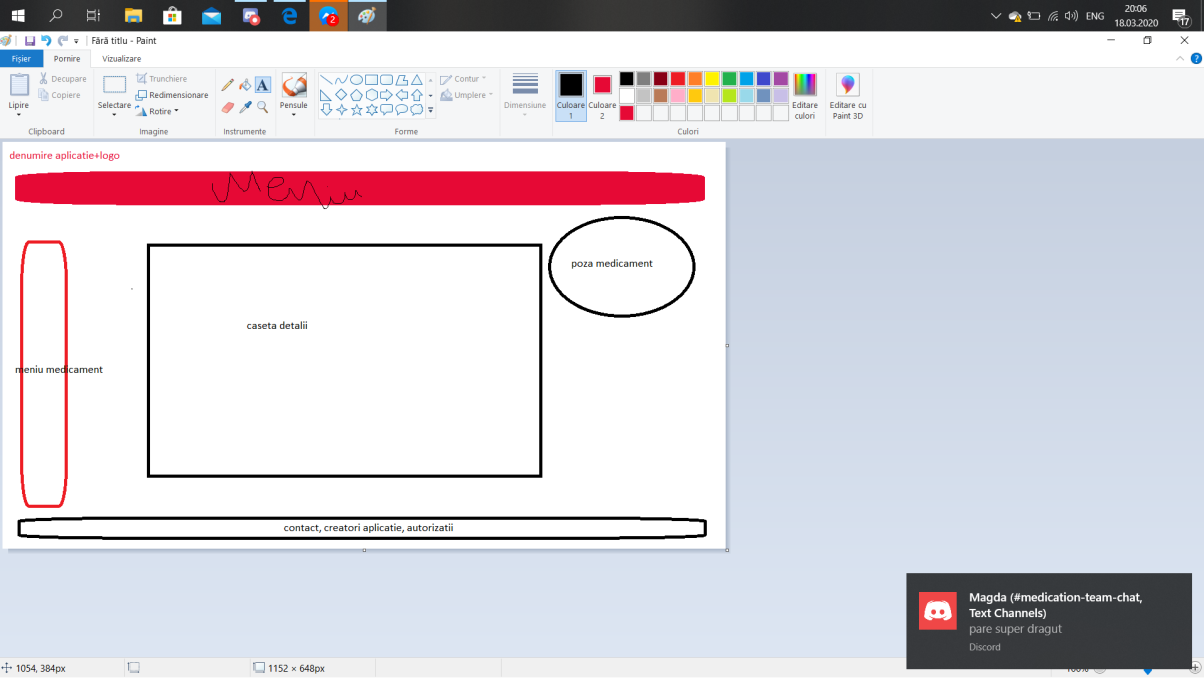 20:06
ENG
18.03.2020
2
17
Fără titlu - Paint
Fișier
Pornire
Vizualizare
Lipire
Decupare
Copiere
Clipboard
Selectare
Trunchiere
Redimensionare
Rotire
Imagine
A
Instrumente
Pensule
Contur
Umplere
Forme
Dimensiune
Culoare
1
Culoare
2
Editare
culori
Culori
Editare cu
Paint 3D
denumire aplicatie+logo
Meniu
poza medicament
caseta detalii
meniu medicament
contact, creatori aplicatie, autorizatii
Magda (#medication-team-chat,
Text Channels)
pare super dragut
Discord
1054, 384px
1152 × 648px
100%